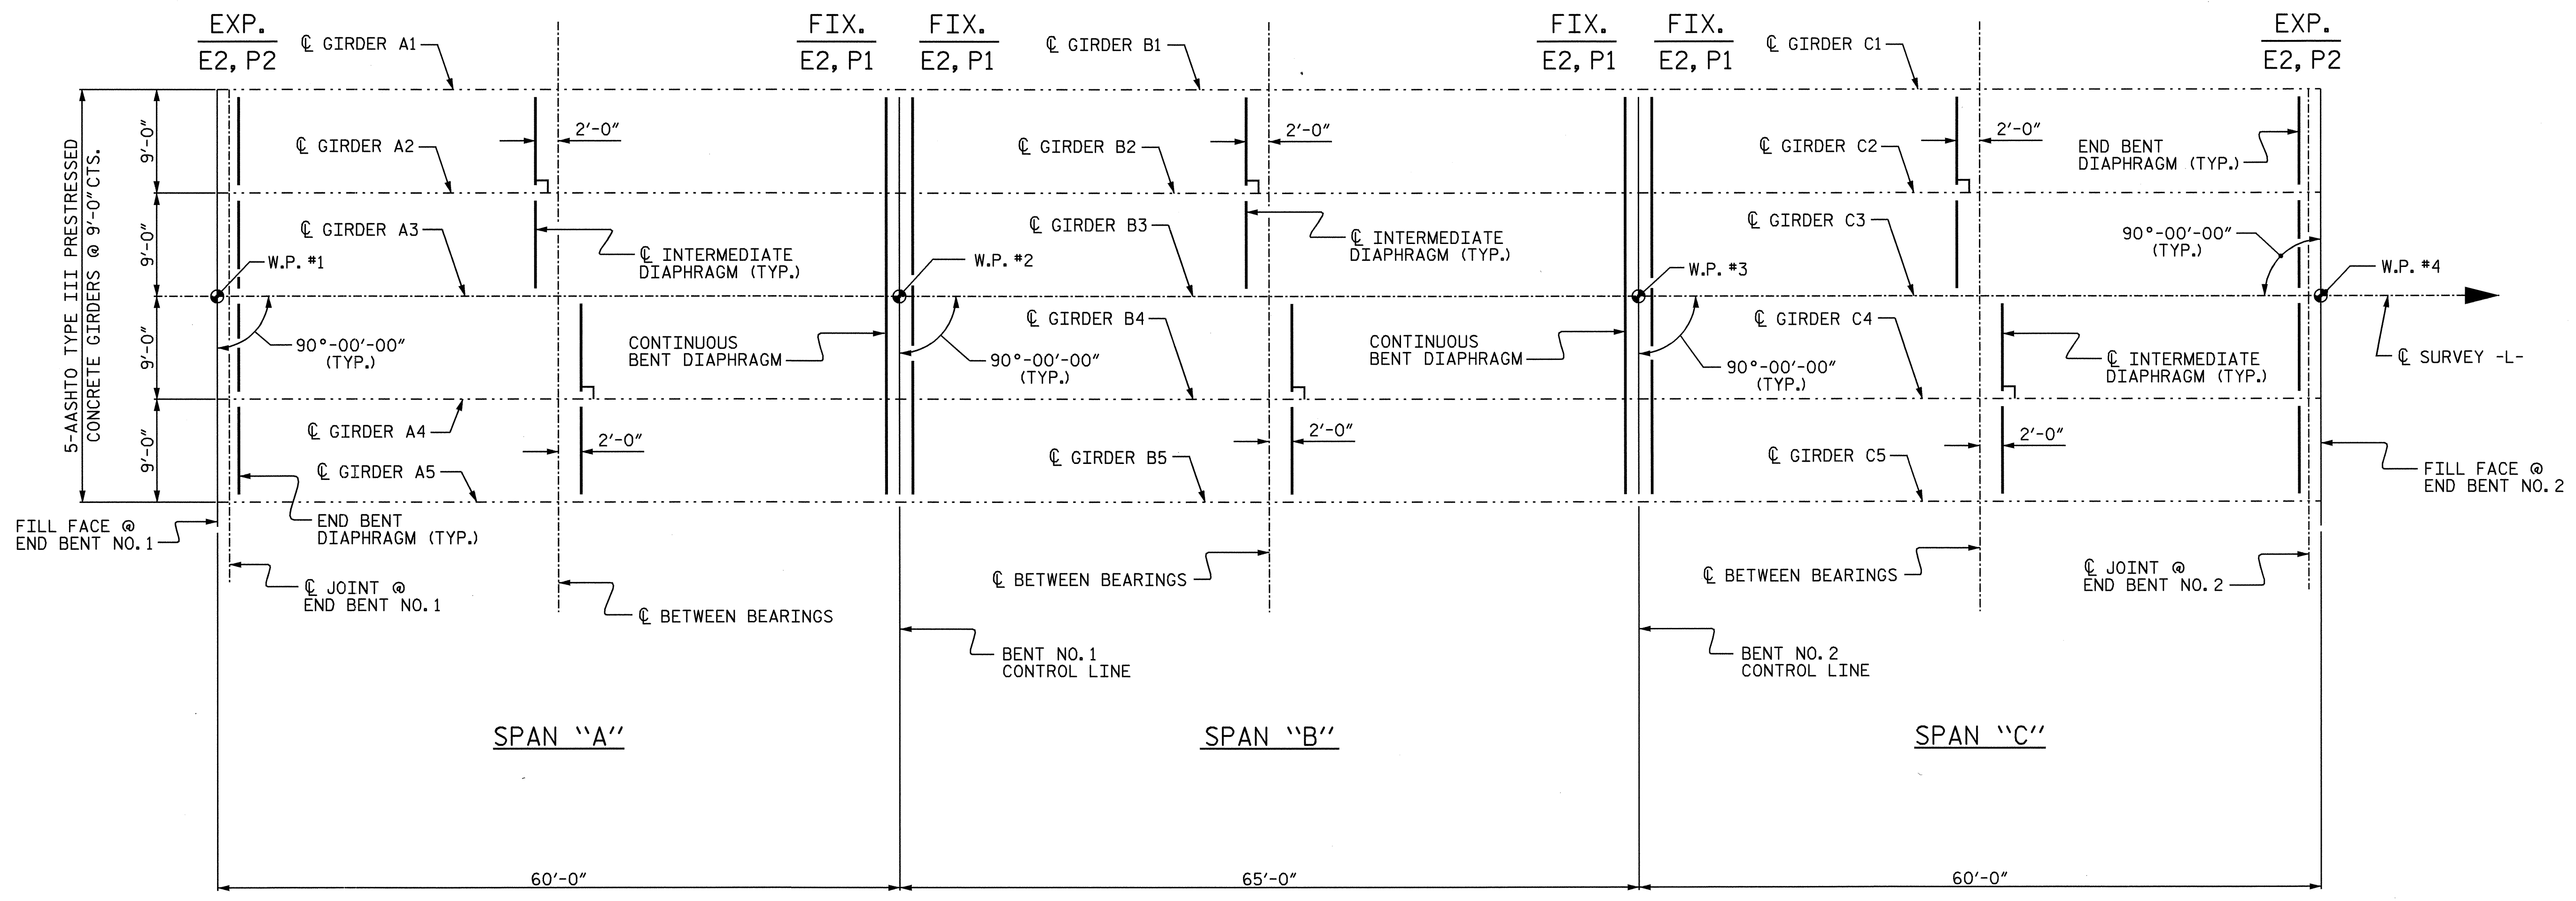 EXP.
E2, P2
℄ GIRDER A1
FIX.
E2, P1
FIX.
E2, P1
℄ GIRDER B1
FIX.
E2, P1
FIX.
E2, P1
℄ GIRDER C1
EXP.
E2, P2
5-AASHTO TYPE III PRESTRESSED
CONCRETE GIRDERS @ 9'-0" CTS.
9'-0"
9'-0"
9'-0"
9'-0"
2'-0"
℄ GIRDER A2
℄ GIRDER A3
W.P. #1
℄ INTERMEDIATE
DIAPHRAGM (TYP.)
90°-00'-00"
(TYP.)
CONTINUOUS
BENT DIAPHRAGM
℄ GIRDER A4
2'-0"
℄ GIRDER A5
FILL FACE @
END BENT NO. 1
END BENT
DIAPHRAGM (TYP.)
℄ JOINT @
END BENT NO. 1
℄ BETWEEN BEARINGS
2'-0"
℄ GIRDER B2
℄ GIRDER B3
W.P. #2
℄ INTERMEDIATE
DIAPHRAGM (TYP.)
℄ GIRDER B4
90°-00'-00"
(TYP.)
CONTINUOUS
BENT DIAPHRAGM
2'-0"
℄ GIRDER B5
℄ BETWEEN BEARINGS
BENT NO. 1
CONTROL LINE
2'-0"
℄ GIRDER C2
END BENT
DIAPHRAGM (TYP.)
℄ GIRDER C3
90°-00'-00"
(TYP.)
W.P. #3
W.P. #4
℄ GIRDER C4
90°-00'-00"
(TYP.)
℄ INTERMEDIATE
DIAPHRAGM (TYP.)
℄ SURVEY -L-
2'-0"
℄ GIRDER C5
FILL FACE @
END BENT NO. 2
℄ BETWEEN BEARINGS
℄ JOINT @
END BENT NO. 2
BENT NO. 2
CONTROL LINE
SPAN "A"
SPAN "B"
SPAN "C"
60'-0"
65'-0"
60'-0"